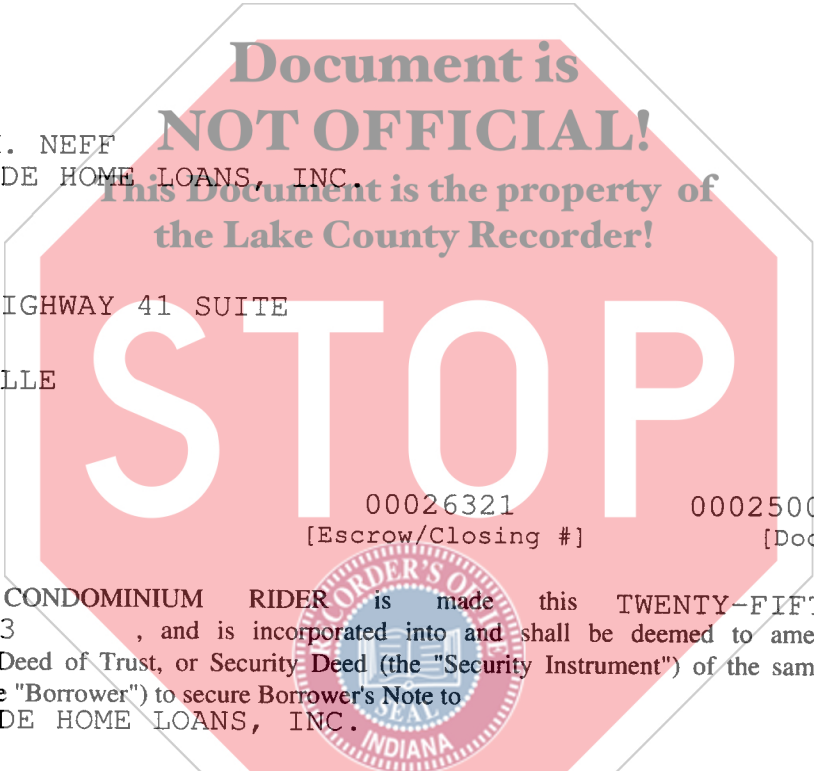 Document is
NOT OFFICIAL!
. NEFF
DE HOME LOANS, INC.
This Document is the property of
the Lake County Recorder!
IGHWAY 41 SUITE
LLE
STOP
00026321 0002500
[Escrow/Closing #] [Doc
CONDOMINIUM RIDER is made this TWENTY-FIFT
3 , and is incorporated into and shall be deemed to ame
Deed of Trust, or Security Deed (the "Security Instrument") of the sam
e "Borrower") to secure Borrower's Note to
DE HOME LOANS, INC.
RECORDER'S OFFICE
SEAL
INDIANA